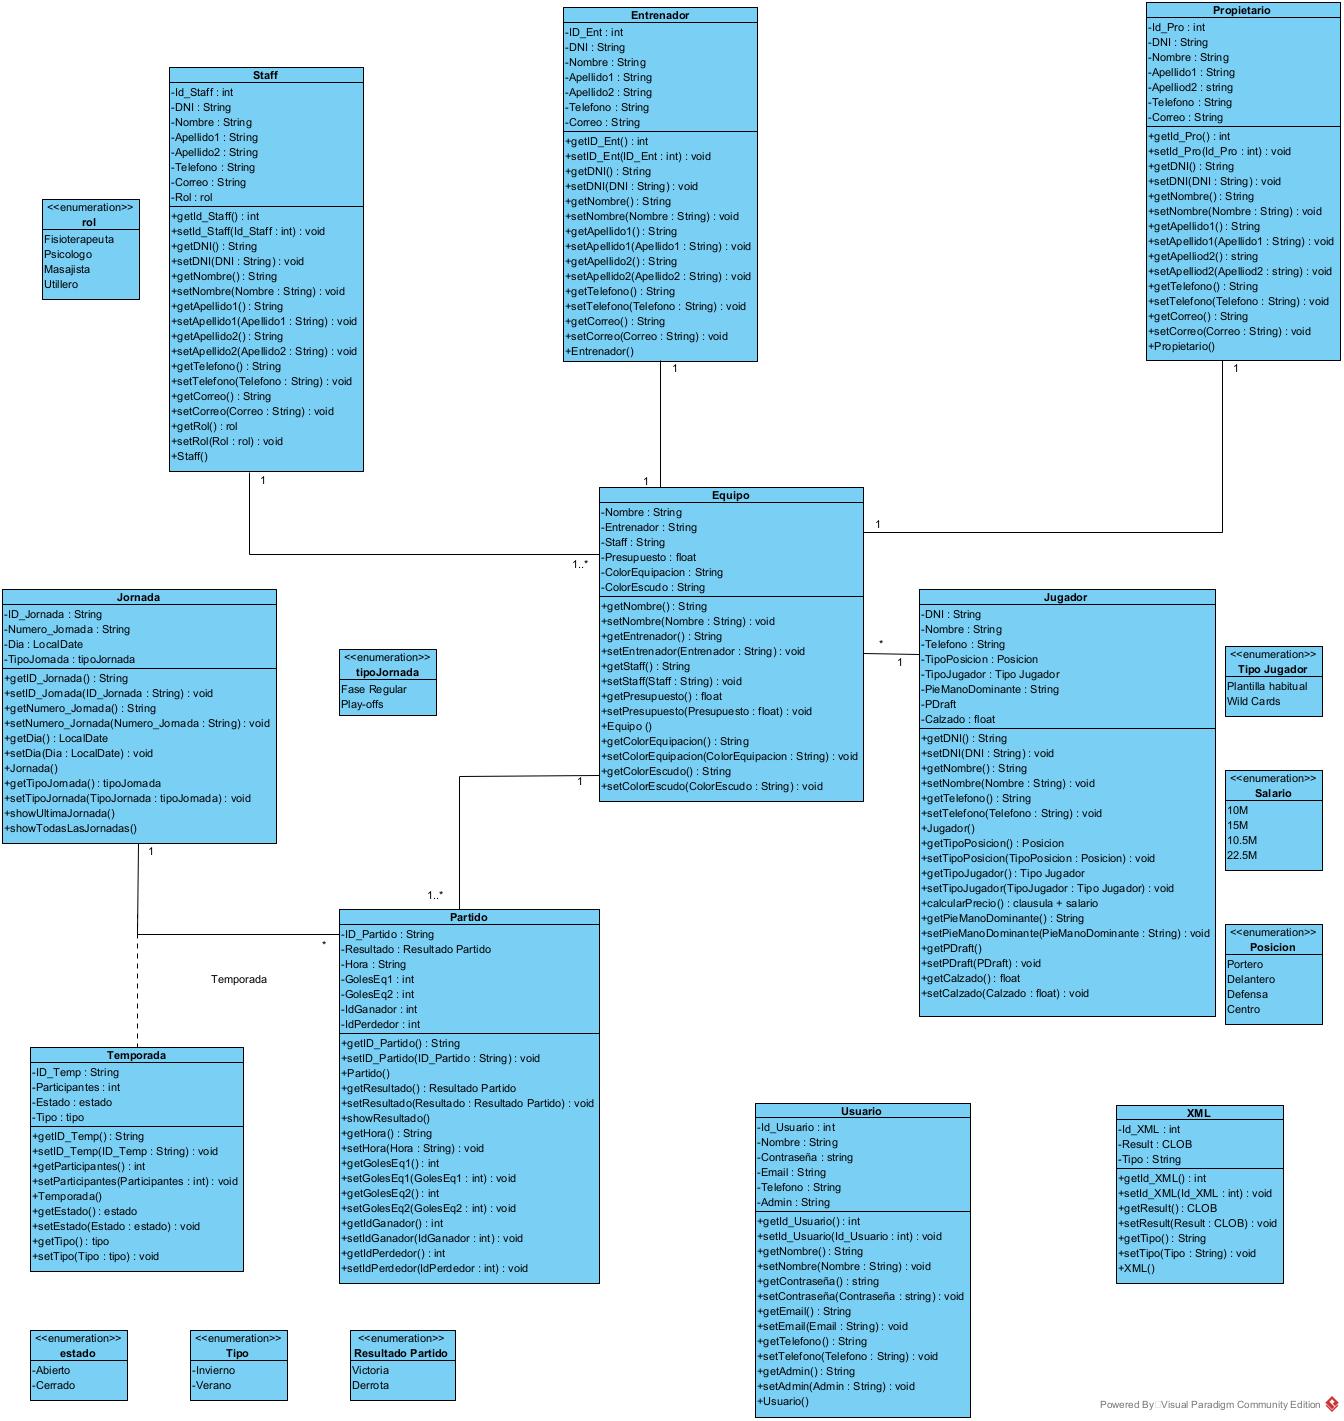 Staff
-Id_Staff : int
-DNI : String
-Nombre : String
-Apellido1 : String
-Apellido2 : String
-Telefono : String
-Correo : String
-Rol : rol
+getId_Staff() : int
+setId_Staff(Id_Staff : int) : void
+getDNI() : String
+setDNI(DNI : String) : void
+getNombre() : String
+setNombre(Nombre : String) : void
+getApellido1() : String
+setApellido1(Apellido1 : String) : void
+getApellido2() : String
+setApellido2(Apellido2 : String) : void
+getTelefono() : String
+setTelefono(Telefono : String) : void
+getCorreo() : String
+setCorreo(Correo : String) : void
+getRol() : rol
+setRol(Rol : rol) : void
+Staff()
1
1..*
<<enumeration>>
rol
Fisioterapeuta
Psicologo
Masajista
Utillero
Entrenador
-ID_Ent : int
-DNI : String
-Nombre : String
-Apellido1 : String
-Apellido2 : String
-Telefono : String
-Correo : String
+getID_Ent() : int
+setID_Ent(ID_Ent : int) : void
+getDNI() : String
+setDNI(DNI : String) : void
+getNombre() : String
+setNombre(Nombre : String) : void
+getApellido1() : String
+setApellido1(Apellido1 : String) : void
+getApellido2() : String
+setApellido2(Apellido2 : String) : void
+getTelefono() : String
+setTelefono(Telefono : String) : void
+getCorreo() : String
+setCorreo(Correo : String) : void
+Entrenador()
1
1
Propietario
-Id_Pro : int
-DNI : String
-Nombre : String
-Apellido1 : String
-Apelliod2 : string
-Telefono : String
-Correo : String
+getId_Pro() : int
+setId_Pro(Id_Pro : int) : void
+getDNI() : String
+setDNI(DNI : String) : void
+getNombre() : String
+setNombre(Nombre : String) : void
+getApellido1() : String
+setApellido1(Apellido1 : String) : void
+getApelliod2() : string
+setApelliod2(Apelliod2 : string) : void
+getTelefono() : String
+setTelefono(Telefono : String) : void
+getCorreo() : String
+setCorreo(Correo : String) : void
+Propietario()
1
1
Equipo
-Nombre : String
-Entrenador : String
-Staff : String
-Presupuesto : float
-ColorEquipacion : String
-ColorEscudo : String
+getNombre() : String
+setNombre(Nombre : String) : void
+getEntrenador() : String
+setEntrenador(Entrenador : String) : void
+getStaff() : String
+setStaff(Staff : String) : void
+getPresupuesto() : float
+setPresupuesto(Presupuesto : float) : void
+Equipo ()
+getColorEquipacion() : String
+setColorEquipacion(ColorEquipacion : String) : void
+getColorEscudo() : String
+setColorEscudo(ColorEscudo : String) : void
*
1
1
1..*
Jornada
-ID_Jornada : String
-Numero_Jornada : String
-Dia : LocalDate
-TipoJornada : tipoJornada
+getID_Jornada() : String
+setID_Jornada(ID_Jornada : String) : void
+getNumero_Jornada() : String
+setNumero_Jornada(Numero_Jornada : String) : void
+getDia() : LocalDate
+setDia(Dia : LocalDate) : void
+Jornada()
+getTipoJornada() : tipoJornada
+setTipoJornada(TipoJornada : tipoJornada) : void
+showUltimaJornada()
+showTodasLasJornadas()
1
*
Temporada
<<enumeration>>
tipoJornada
Fase Regular
Play-offs
Jugador
-DNI : String
-Nombre : String
-Telefono : String
-TipoPosicion : Posicion
-TipoJugador : Tipo Jugador
-PieManoDominante : String
-PDraft
-Calzado : float
+getDNI() : String
+setDNI(DNI : String) : void
+getNombre() : String
+setNombre(Nombre : String) : void
+getTelefono() : String
+setTelefono(Telefono : String) : void
+Jugador()
+getTipoPosicion() : Posicion
+setTipoPosicion(TipoPosicion : Posicion) : void
+getTipoJugador() : Tipo Jugador
+setTipoJugador(TipoJugador : Tipo Jugador) : void
+calcularPrecio() : clausula + salario
+getPieManoDominante() : String
+setPieManoDominante(PieManoDominante : String) : void
+getPDraft()
+setPDraft(PDraft) : void
+getCalzado() : float
+setCalzado(Calzado : float) : void
<<enumeration>>
Tipo Jugador
Plantilla habitual
Wild Cards
<<enumeration>>
Salario
10M
15M
10.5M
22.5M
<<enumeration>>
Posicion
Portero
Delantero
Defensa
Centro
Partido
-ID_Partido : String
-Resultado : Resultado Partido
-Hora : String
-GolesEq1 : int
-GolesEq2 : int
-IdGanador : int
-IdPerdedor : int
+getID_Partido() : String
+setID_Partido(ID_Partido : String) : void
+Partido()
+getResultado() : Resultado Partido
+setResultado(Resultado : Resultado Partido) : void
+showResultado()
+getHora() : String
+setHora(Hora : String) : void
+getGolesEq1() : int
+setGolesEq1(GolesEq1 : int) : void
+getGolesEq2() : int
+setGolesEq2(GolesEq2 : int) : void
+getIdGanador() : int
+setIdGanador(IdGanador : int) : void
+getIdPerdedor() : int
+setIdPerdedor(IdPerdedor : int) : void
Temporada
-ID_Temp : String
-Participantes : int
-Estado : estado
-Tipo : tipo
+getID_Temp() : String
+setID_Temp(ID_Temp : String) : void
+getParticipantes() : int
+setParticipantes(Participantes : int) : void
+Temporada()
+getEstado() : estado
+setEstado(Estado : estado) : void
+getTipo() : tipo
+setTipo(Tipo : tipo) : void
Usuario
-Id_Usuario : int
-Nombre : String
-Contraseña : string
-Email : String
-Telefono : String
-Admin : String
+getId_Usuario() : int
+setId_Usuario(Id_Usuario : int) : void
+getNombre() : String
+setNombre(Nombre : String) : void
+getContraseña() : string
+setContraseña(Contraseña : string) : void
+getEmail() : String
+setEmail(Email : String) : void
+getTelefono() : String
+setTelefono(Telefono : String) : void
+getAdmin() : String
+setAdmin(Admin : String) : void
+Usuario()
XML
-Id_XML : int
-Result : CLOB
-Tipo : String
+getId_XML() : int
+setId_XML(Id_XML : int) : void
+getResult() : CLOB
+setResult(Result : CLOB) : void
+getTipo() : String
+setTipo(Tipo : String) : void
+XML()
<<enumeration>>
estado
-Abierto
-Cerrado
<<enumeration>>
Tipo
-Invierno
-Verano
<<enumeration>>
Resultado Partido
Victoria
Derrota
Powered By Visual Paradigm Community Edition